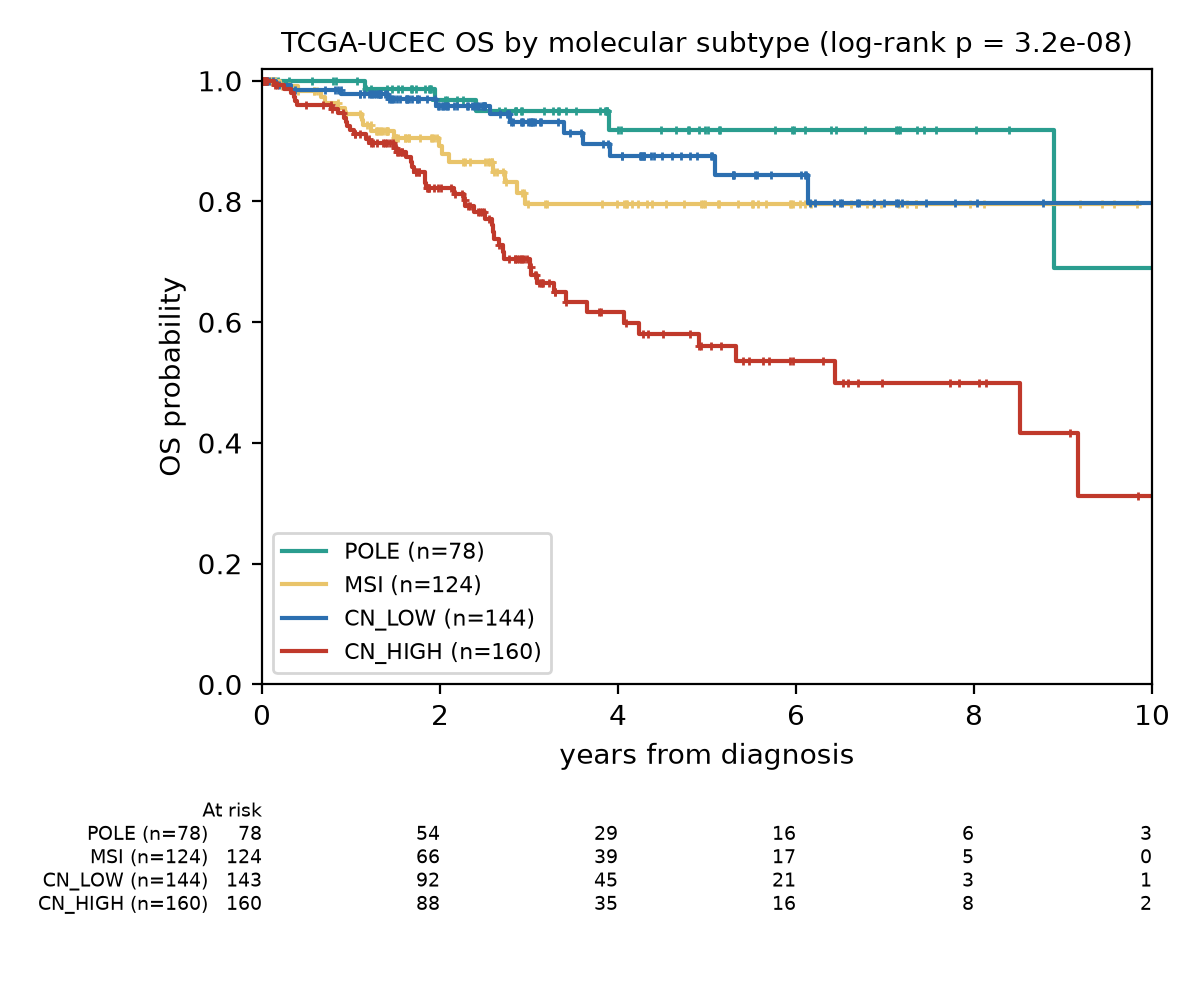 TCGA-UCEC OS by molecular subtype (log-rank p = 3.2e-08)
1.0
0.8
0.6
0.4
0.2
0.0
OS probability
POLE (n=78)
MSI (n=124)
CN_LOW (n=144)
CN_HIGH (n=160)
0 2 4 6 8 10
years from diagnosis
At risk
POLE (n=78) 78 54 29 16 6 3
MSI (n=124) 124 66 39 17 5 0
CN_LOW (n=144) 143 92 45 21 3 1
CN_HIGH (n=160) 160 88 35 16 8 2